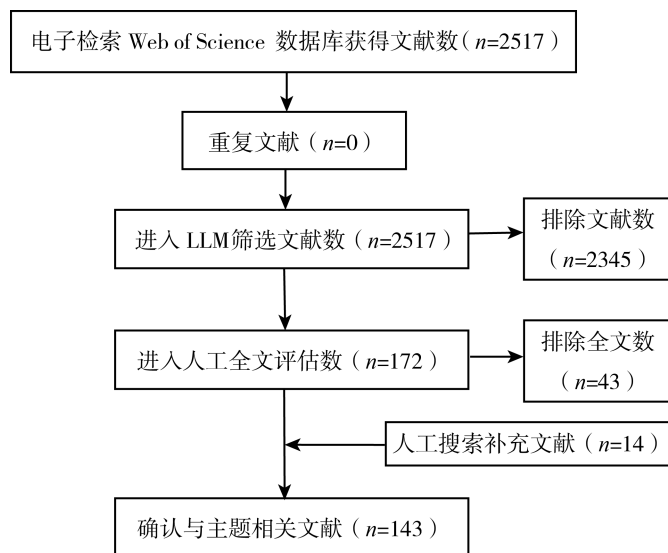 电子检索 Web of Science 数据库获得文献数（n=2517）
重复文献（n=0）
进入 LLM筛选文献数（n=2517）
排除文献数
（n=2345）
进入人工全文评估数（n=172）
排除全文数
（n=43）
人工搜索补充文献（n=14）
确认与主题相关文献（n=143）